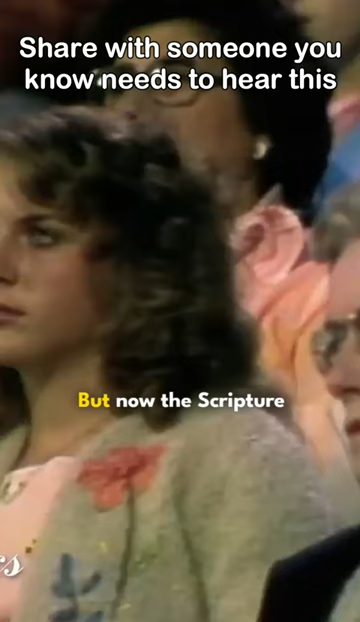 Share with someone you
know needs to hear this
But now the Scripture